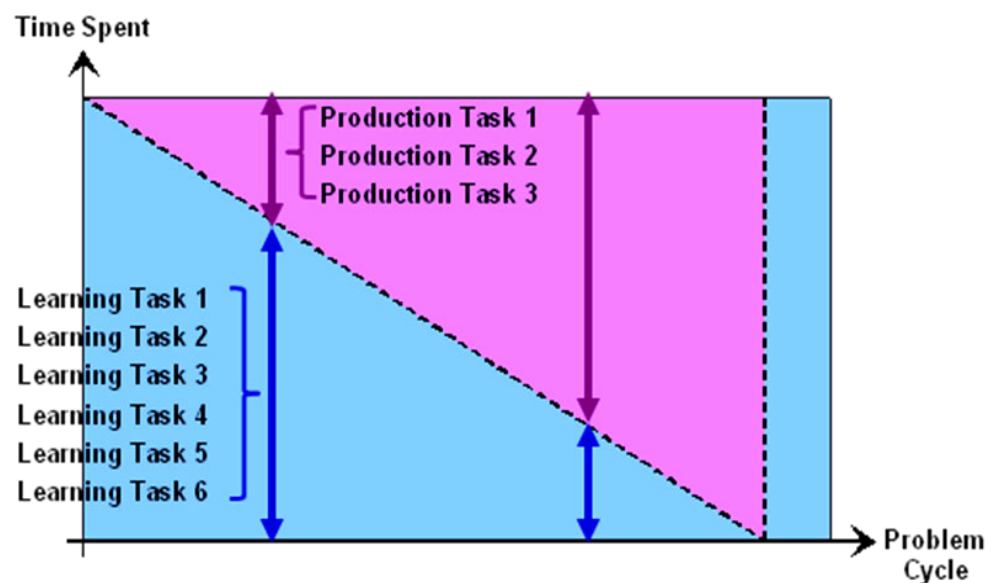 Time Spent
Production Task 1
Production Task 2
Production Task 3
Learning Task 1
Learning Task 2
Learning Task 3
Learning Task 4
Learning Task 5
Learning Task 6
Problem
Cycle